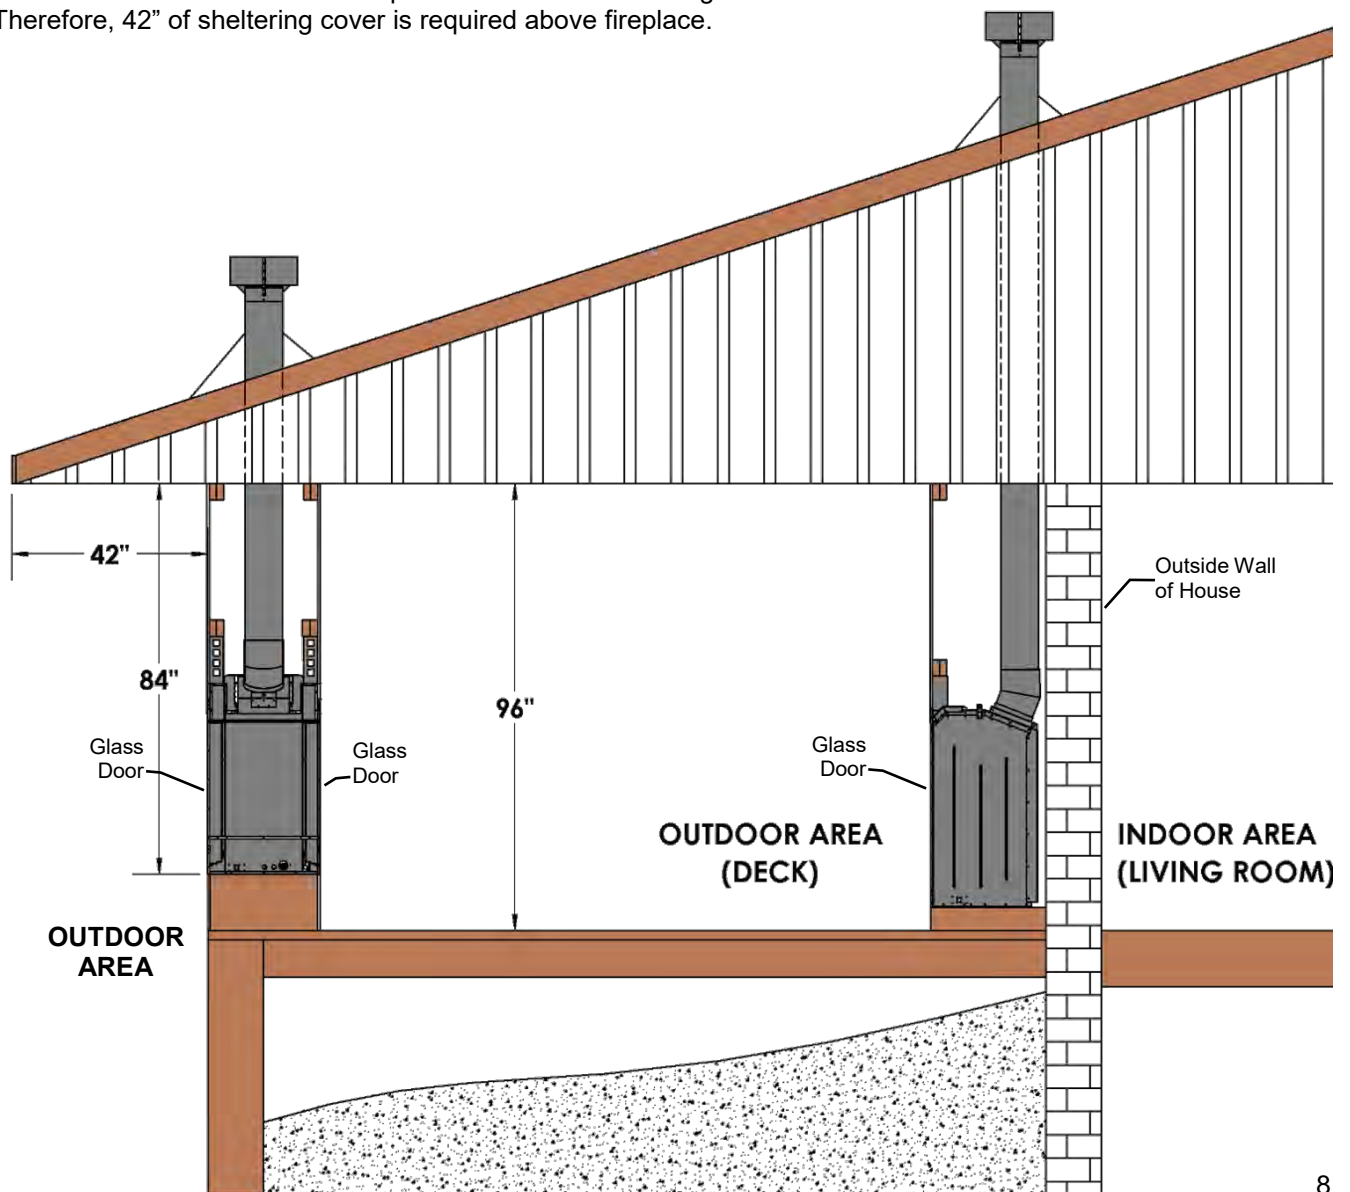 Therefore, 42” of sheltering cover is required above fireplace.
42"
84"
96"
Outside Wall
of House
Glass
Door
Glass
Door
Glass
Door
OUTDOOR AREA
(DECK)
INDOOR AREA
(LIVING ROOM)
OUTDOOR
AREA
8